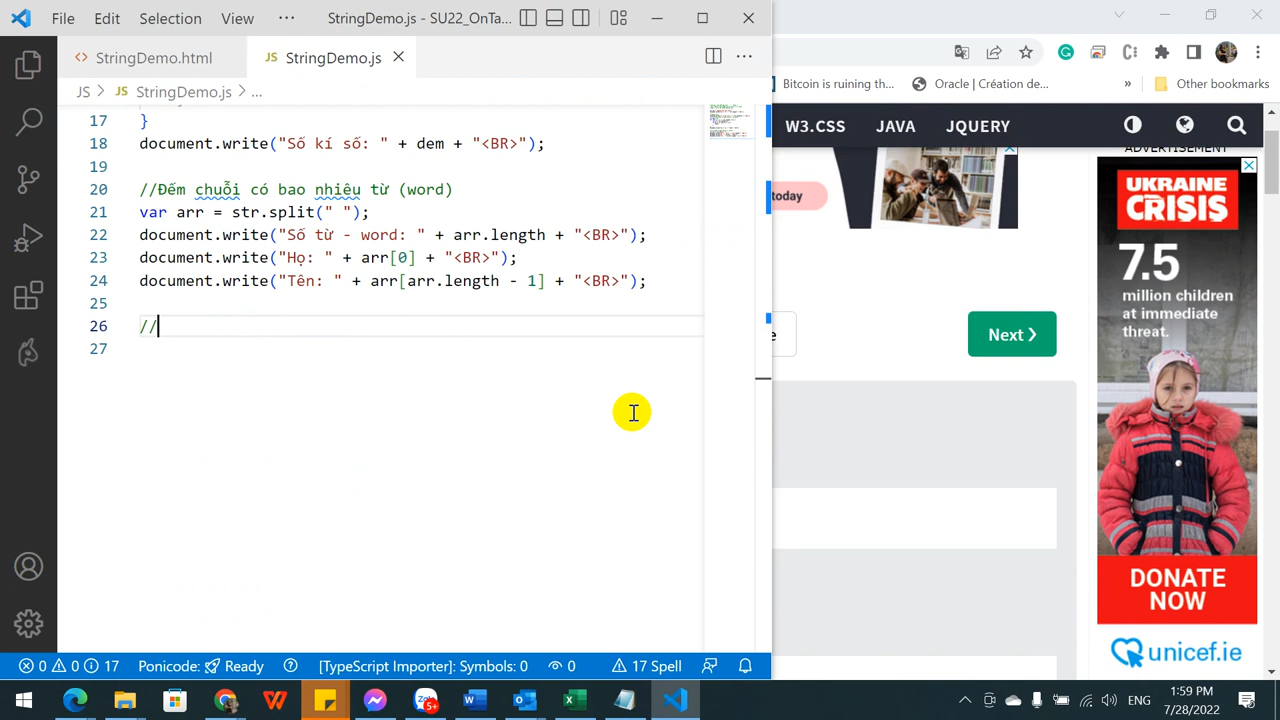 File Edit Selection View ··· StringDemo.js - SU22_OnTa...
StringDemo.html JS StringDemo.js
JS > JS StringDemo.js > ...
17 }
18 document.write("Số kí số: " + dem + "<BR>");
19
20 //Đếm chuỗi có bao nhiêu từ (word)
21 var arr = str.split(" ");
22 document.write("Số từ - word: " + arr.length + "<BR>");
23 document.write("Họ: " + arr[0] + "<BR>");
24 document.write("Tên: " + arr[arr.length - 1] + "<BR>");
25
26 //
27
0 0 17 Ponicode: Ready [TypeScript Importer]: Symbols: 0 0 17 Spell
Bitcoin is ruining th... Oracle | Création de... » Other bookmarks
W3.CSS JAVA JQUERY
ADVERTISEMENT
today
UKRAINE
CRISIS
7.5
million children
at immediate
threat.
e Next ❯
DONATE
NOW
unicef.ie
5+
ENG
1:59 PM
7/28/2022